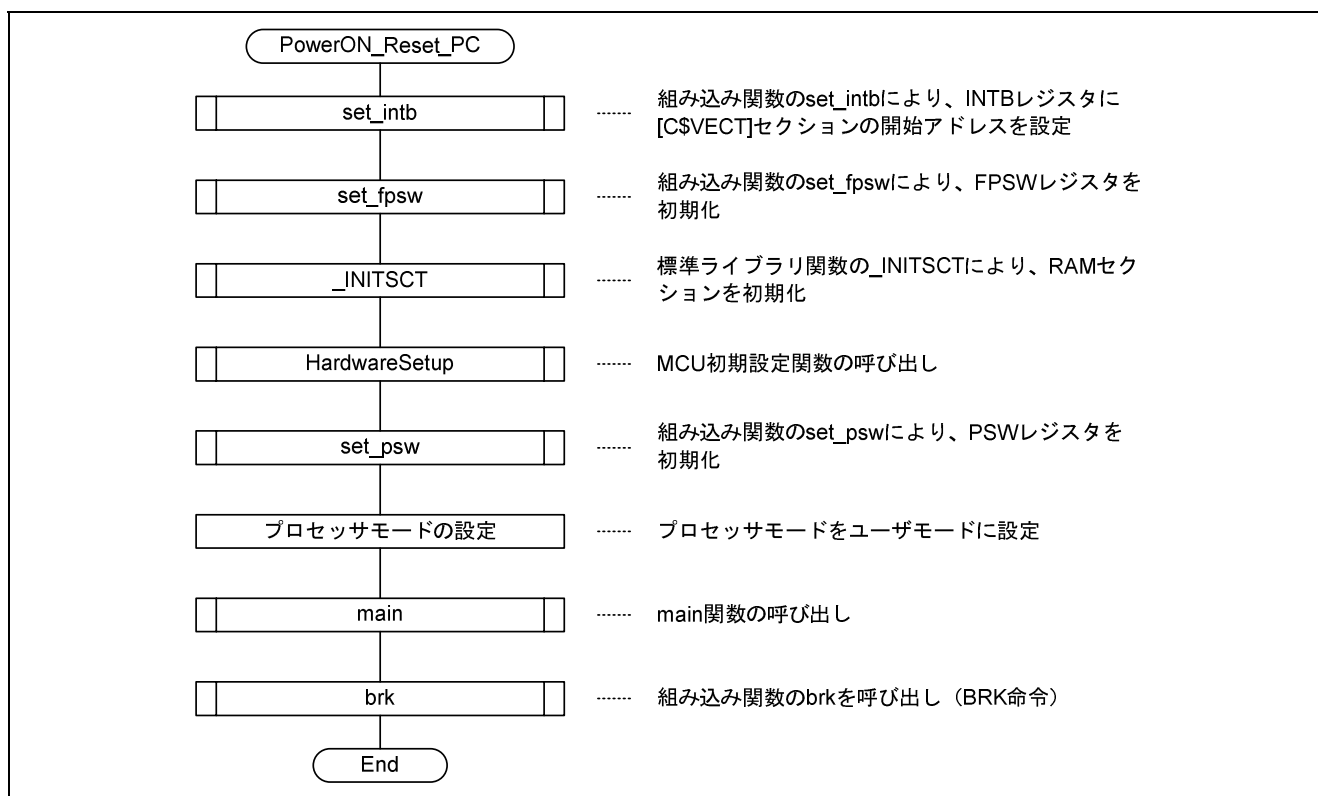 PowerON_Reset_PC
set_intb
組み込み関数のset_intbにより、INTBレジスタに
[C$VECT]セクションの開始アドレスを設定
set_fpsw
組み込み関数のset_fpswにより、FPSWレジスタを
初期化
_INITSCT
標準ライブラリ関数の_INITSCTにより、RAMセク
ションを初期化
HardwareSetup
MCU初期設定関数の呼び出し
set_psw
組み込み関数のset_pswにより、PSWレジスタを
初期化
プロセッサモードの設定
プロセッサモードをユーザモードに設定
main
main関数の呼び出し
brk
組み込み関数のbrkを呼び出し（BRK命令）
End